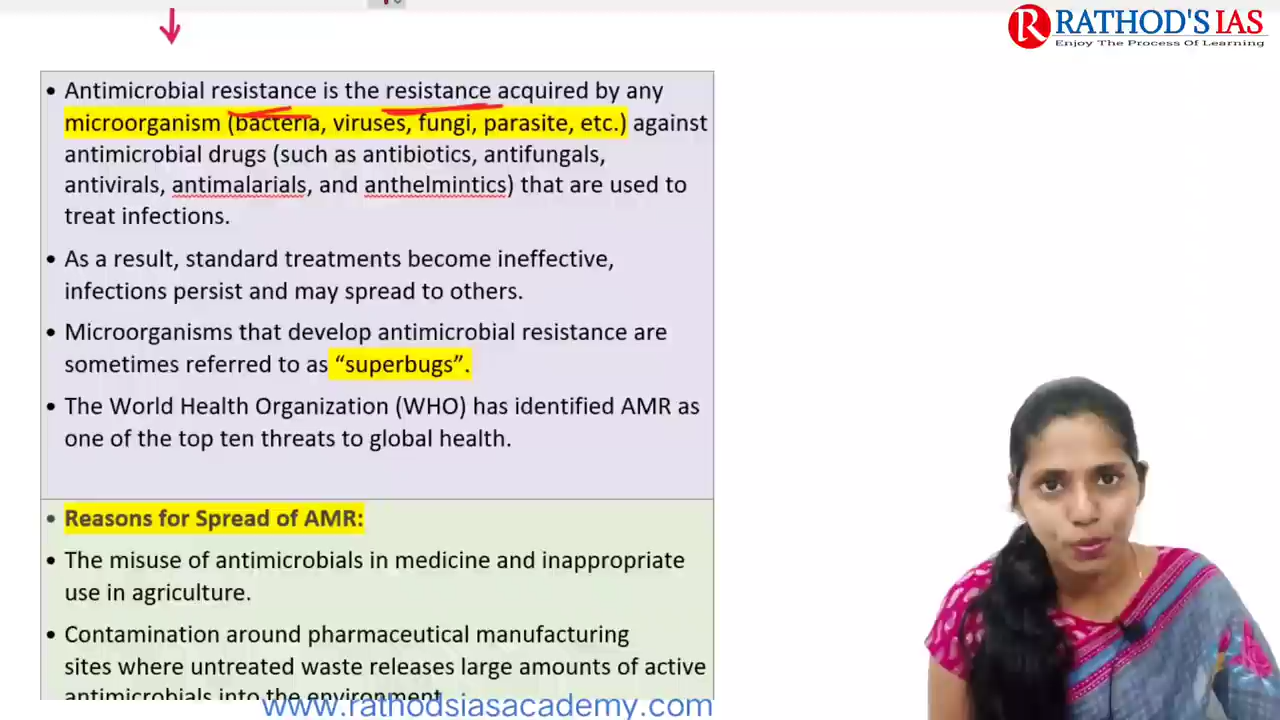 RATHOD'S IAS
Enjoy The Process Of Learning
• Antimicrobial resistance is the resistance acquired by any
microorganism (bacteria, viruses, fungi, parasite, etc.) against
antimicrobial drugs (such as antibiotics, antifungals,
antivirals, antimalarials, and anthelmintics) that are used to
treat infections.
• As a result, standard treatments become ineffective,
infections persist and may spread to others.
• Microorganisms that develop antimicrobial resistance are
sometimes referred to as “superbugs”.
• The World Health Organization (WHO) has identified AMR as
one of the top ten threats to global health.
• Reasons for Spread of AMR:
• The misuse of antimicrobials in medicine and inappropriate
use in agriculture.
• Contamination around pharmaceutical manufacturing
sites where untreated waste releases large amounts of active
antimicrobials into the environment.
www.rathodsiasacademy.com